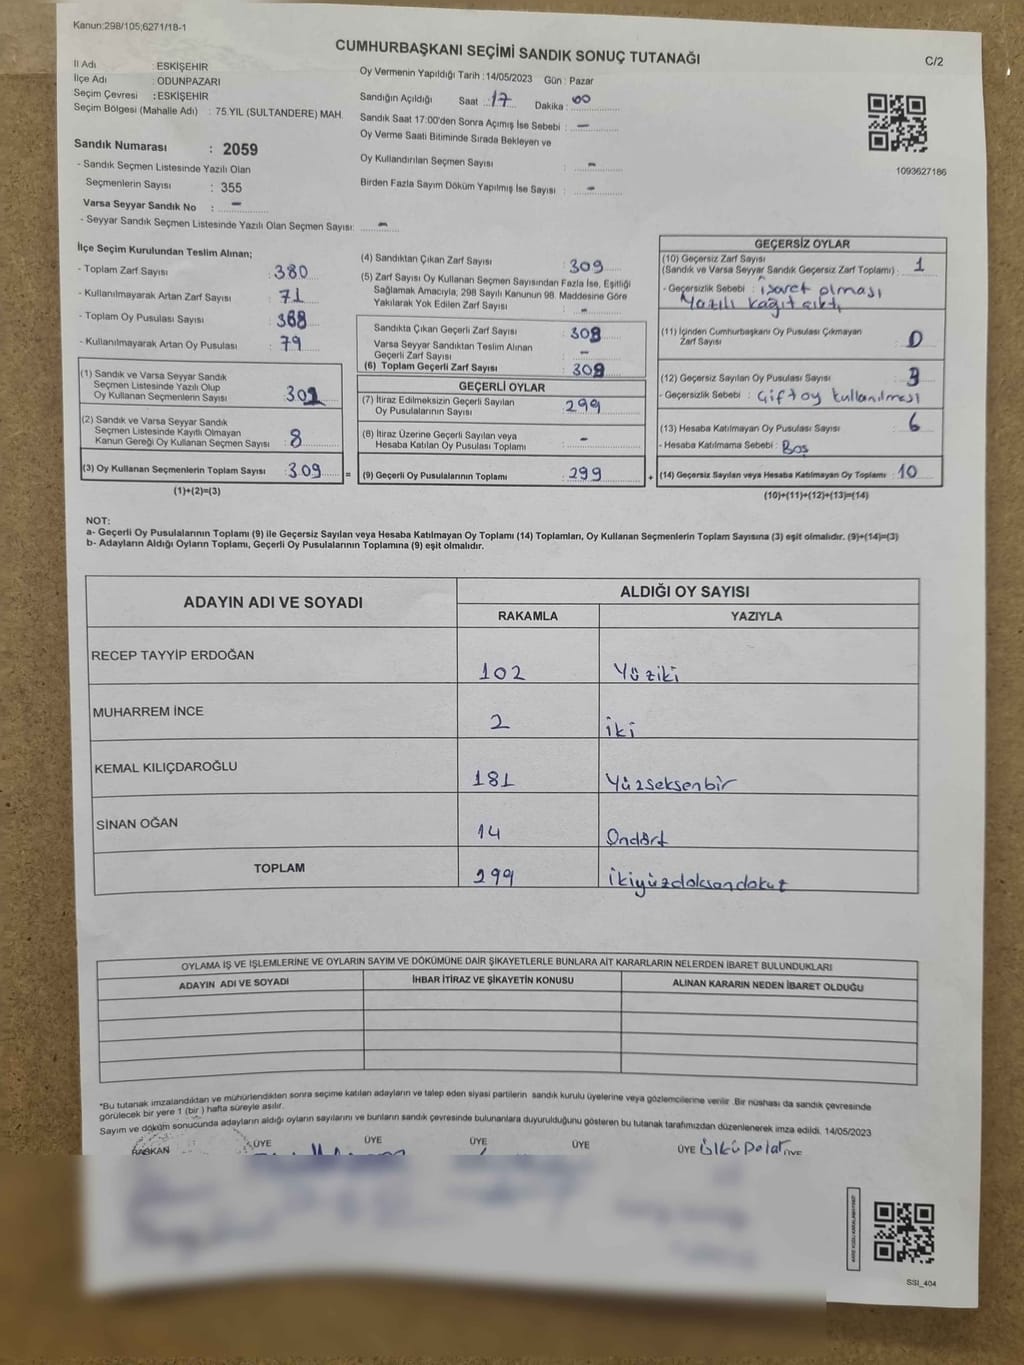 Kanun:298/105;6271/18-1
CUMHURBAŞKANI SEÇİMİ SANDIK SONUÇ TUTANAĞI
C/2
İl Adı : ESKİŞEHİR
İlçe Adı : ODUNPAZARI
Seçim Çevresi : ESKİŞEHİR
Seçim Bölgesi (Mahalle Adı) : 75.YIL (SULTANDERE) MAH.
Sandık Numarası : 2059
- Sandık Seçmen Listesinde Yazılı Olan
Seçmenlerin Sayısı : 355
Varsa Seyyar Sandık No : -
- Seyyar Sandık Seçmen Listesinde Yazılı Olan Seçmen Sayısı: -
Oy Vermenin Yapıldığı Tarih :14/05/2023 Gün : Pazar
Sandığın Açıldığı Saat : 17 Dakika : 00
Sandık Saat 17:00'den Sonra Açımış İse Sebebi : -
Oy Verme Saati Bitiminde Sırada Bekleyen ve
Oy Kullandırılan Seçmen Sayısı : -
Birden Fazla Sayım Döküm Yapılmış İse Sayısı : -
1093627186
İlçe Seçim Kurulundan Teslim Alınan;
- Toplam Zarf Sayısı : 380
- Kullanılmayarak Artan Zarf Sayısı : 71
- Toplam Oy Pusulası Sayısı : 388
- Kullanılmayarak Artan Oy Pusulası : 79
(1) Sandık ve Varsa Seyyar Sandık
Seçmen Listesinde Yazılı Olup
Oy Kullanan Seçmenlerin Sayısı : 301
(2) Sandık ve Varsa Seyyar Sandık
Seçmen Listesinde Kayıtlı Olmayan
Kanun Gereği Oy Kullanan Seçmen Sayısı : 8
(3) Oy Kullanan Seçmenlerin Toplam Sayısı : 309 =
(1)+(2)=(3)
(4) Sandıktan Çıkan Zarf Sayısı : 309
(5) Zarf Sayısı Oy Kullanan Seçmen Sayısından Fazla İse, Eşitliği
Sağlamak Amacıyla, 298 Sayılı Kanunun 98. Maddesine Göre
Yakılarak Yok Edilen Zarf Sayısı : -
Sandıkta Çıkan Geçerli Zarf Sayısı : 308
Varsa Seyyar Sandıktan Teslim Alınan
Geçerli Zarf Sayısı : -
(6) Toplam Geçerli Zarf Sayısı : 308
GEÇERLİ OYLAR
(7) İtiraz Edilmeksizin Geçerli Sayılan
Oy Pusulalarının Sayısı : 299
(8) İtiraz Üzerine Geçerli Sayılan veya
Hesaba Katılan Oy Pusulası Toplamı : -
(9) Geçerli Oy Pusulalarının Toplamı : 299 +
GEÇERSİZ OYLAR
(10) Geçersiz Zarf Sayısı
(Sandık ve Varsa Seyyar Sandık Geçersiz Zarf Toplamı) : 1
- Geçersizlik Sebebi : işaret olması
Yazılı kağıt çıktı
(11) İçinden Cumhurbaşkanı Oy Pusulası Çıkmayan
Zarf Sayısı : 0
(12) Geçersiz Sayılan Oy Pusulası Sayısı : 3
- Geçersizlik Sebebi : Çift oy kullanılması
(13) Hesaba Katılmayan Oy Pusulası Sayısı : 6
- Hesaba Katılmama Sebebi : Boş
(14) Geçersiz Sayılan veya Hesaba Katılmayan Oy Toplamı : 10
(10)+(11)+(12)+(13)=(14)
NOT:
a- Geçerli Oy Pusulalarının Toplamı (9) ile Geçersiz Sayılan veya Hesaba Katılmayan Oy Toplamı (14) Toplamları, Oy Kullanan Seçmenlerin Toplam Sayısına (3) eşit olmalıdır. (9)+(14)=(3)
b- Adayların Aldığı Oyların Toplamı, Geçerli Oy Pusulalarının Toplamına (9) eşit olmalıdır.
ADAYIN ADI VE SOYADI
ALDIĞI OY SAYISI
RAKAMLA YAZIYLA
RECEP TAYYİP ERDOĞAN 102 Yüziki
MUHARREM İNCE 2 iki
KEMAL KILIÇDAROĞLU 181 Yüzseksenbir
SİNAN OĞAN 14 Ondört
TOPLAM 299 ikiyüzdoksandokuz
OYLAMA İŞ VE İŞLEMLERİNE VE OYLARIN SAYIM VE DÖKÜMÜNE DAİR ŞİKAYETLERLE BUNLARA AİT KARARLARIN NELERDEN İBARET BULUNDUKLARI
ADAYIN ADI VE SOYADI İHBAR İTİRAZ VE ŞİKAYETİN KONUSU ALINAN KARARIN NEDEN İBARET OLDUĞU
"Bu tutanak imzalandıktan ve mühürlendikten sonra seçime katılan adayların ve talep eden siyasi partilerin sandık kurulu üyelerine veya gözlemcilerine verilir .Bir nüshası da sandık çevresinde
görülecek bir yere 1 (bir ) hafta süreyle asılır.
Sayım ve döküm sonucunda adayların aldığı oyların sayılarını ve bunların sandık çevresinde bulunanlara duyurulduğunu gösteren bu tutanak tarafımızdan düzenlenerek imza edildi. 14/05/2023
BAŞKAN ÜYE ÜYE ÜYE ÜYE ÜYE Ülkü Polat ÜYE
SSI_404